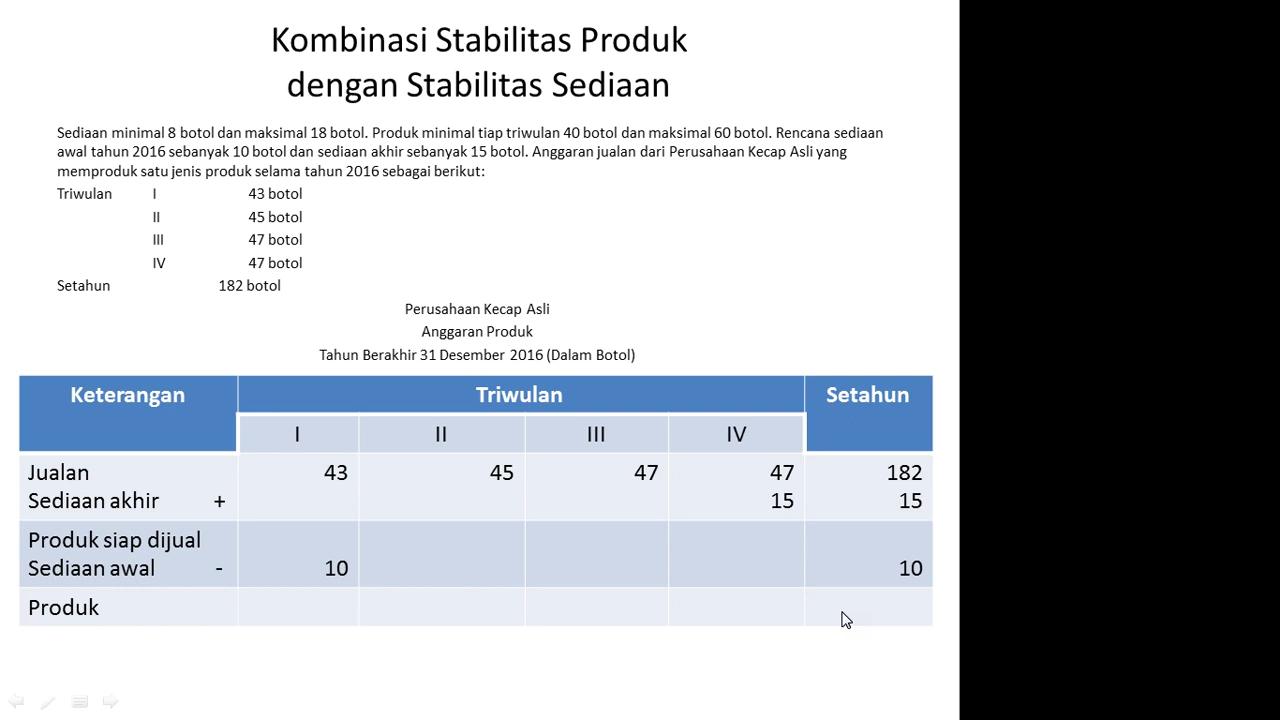 Kombinasi Stabilitas Produk
dengan Stabilitas Sediaan
Sediaan minimal 8 botol dan maksimal 18 botol. Produk minimal tiap triwulan 40 botol dan maksimal 60 botol. Rencana sediaan
awal tahun 2016 sebanyak 10 botol dan sediaan akhir sebanyak 15 botol. Anggaran jualan dari Perusahaan Kecap Asli yang
memproduk satu jenis produk selama tahun 2016 sebagai berikut:
Triwulan I 43 botol
II 45 botol
III 47 botol
IV 47 botol
Setahun 182 botol
Perusahaan Kecap Asli
Anggaran Produk
Tahun Berakhir 31 Desember 2016 (Dalam Botol)
Keterangan Triwulan Setahun
I II III IV
Jualan 43 45 47 47 182
Sediaan akhir + 15 15
Produk siap dijual
Sediaan awal - 10 10
Produk